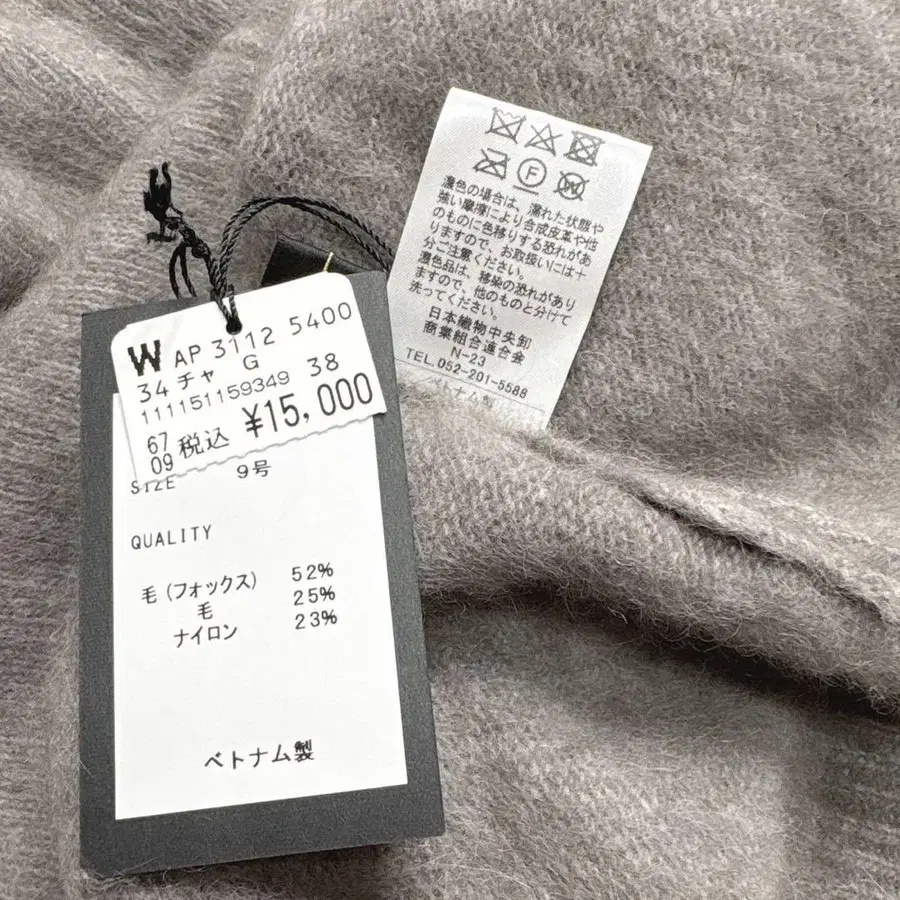 W AP 3112 5400
34 チャ G 38
111151159349
67
09 税込 ¥15,000
SIZE 9号
QUALITY
毛(フォックス) 52%
毛 25%
ナイロン 23%
ベトナム製
F
W
濃色の場合は、濡れた状態や
強い摩擦により合成皮革や他
のものに色移りする恐れがあ
りますので、お取扱いには十
分ご注意ください。
濃色品は、移染の恐れがあり
ますので、他のものと分けて
洗ってください。
日本織物中央卸
商業組合連合会
N-23
TEL.052-201-5588
ベトナム製